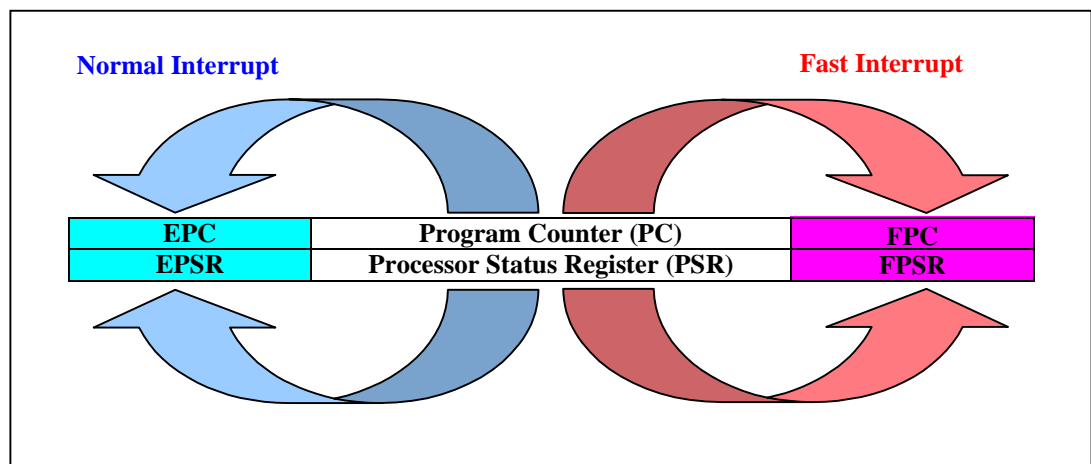 Normal Interrupt
Fast Interrupt
EPC
Program Counter (PC)
FPC
EPSR
Processor Status Register (PSR)
FPSR